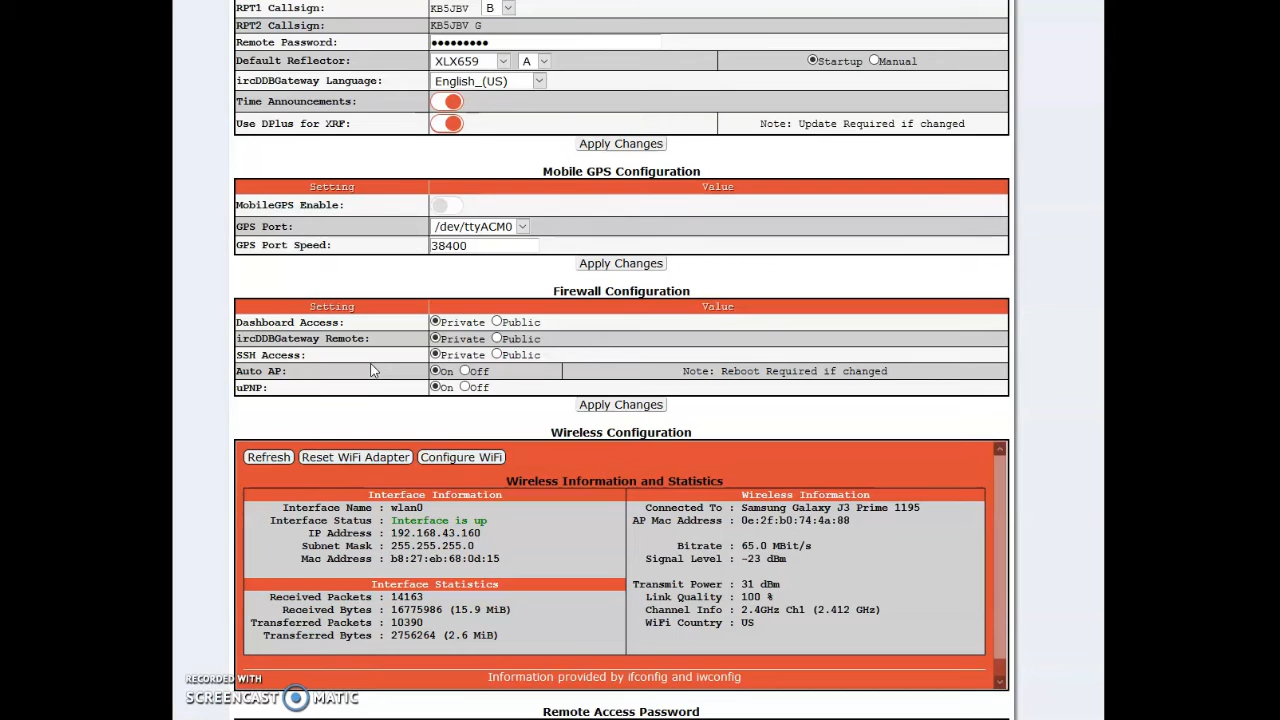 RPT1 Callsign: KB5JBV B
RPT2 Callsign: KB5JBV G
Remote Password: ●●●●●●●●●
Default Reflector: XLX659 A Startup Manual
ircDDBGateway Language: English_(US)
Time Announcements:
Use DPlus for XRF: Note: Update Required if changed
Apply Changes
Mobile GPS Configuration
Setting Value
MobileGPS Enable:
GPS Port: /dev/ttyACM0
GPS Port Speed: 38400
Apply Changes
Firewall Configuration
Setting Value
Dashboard Access: Private Public
ircDDBGateway Remote: Private Public
SSH Access: Private Public
Auto AP: On Off Note: Reboot Required if changed
uPNP: On Off
Apply Changes
Wireless Configuration
Refresh Reset WiFi Adapter Configure WiFi
Wireless Information and Statistics
Interface Information
Interface Name : wlan0
Interface Status : Interface is up
IP Address : 192.168.43.160
Subnet Mask : 255.255.255.0
Mac Address : b8:27:eb:68:0d:15
Interface Statistics
Received Packets : 14163
Received Bytes : 16775986 (15.9 MiB)
Transferred Packets : 10390
Transferred Bytes : 2756264 (2.6 MiB)
Wireless Information
Connected To : Samsung Galaxy J3 Prime 1195
AP Mac Address : 0e:2f:b0:74:4a:88
Bitrate : 65.0 MBit/s
Signal Level : -23 dBm
Transmit Power : 31 dBm
Link Quality : 100 %
Channel Info : 2.4GHz Ch1 (2.412 GHz)
WiFi Country : US
Information provided by ifconfig and iwconfig
Remote Access Password
RECORDED WITH
SCREENCAST MATIC